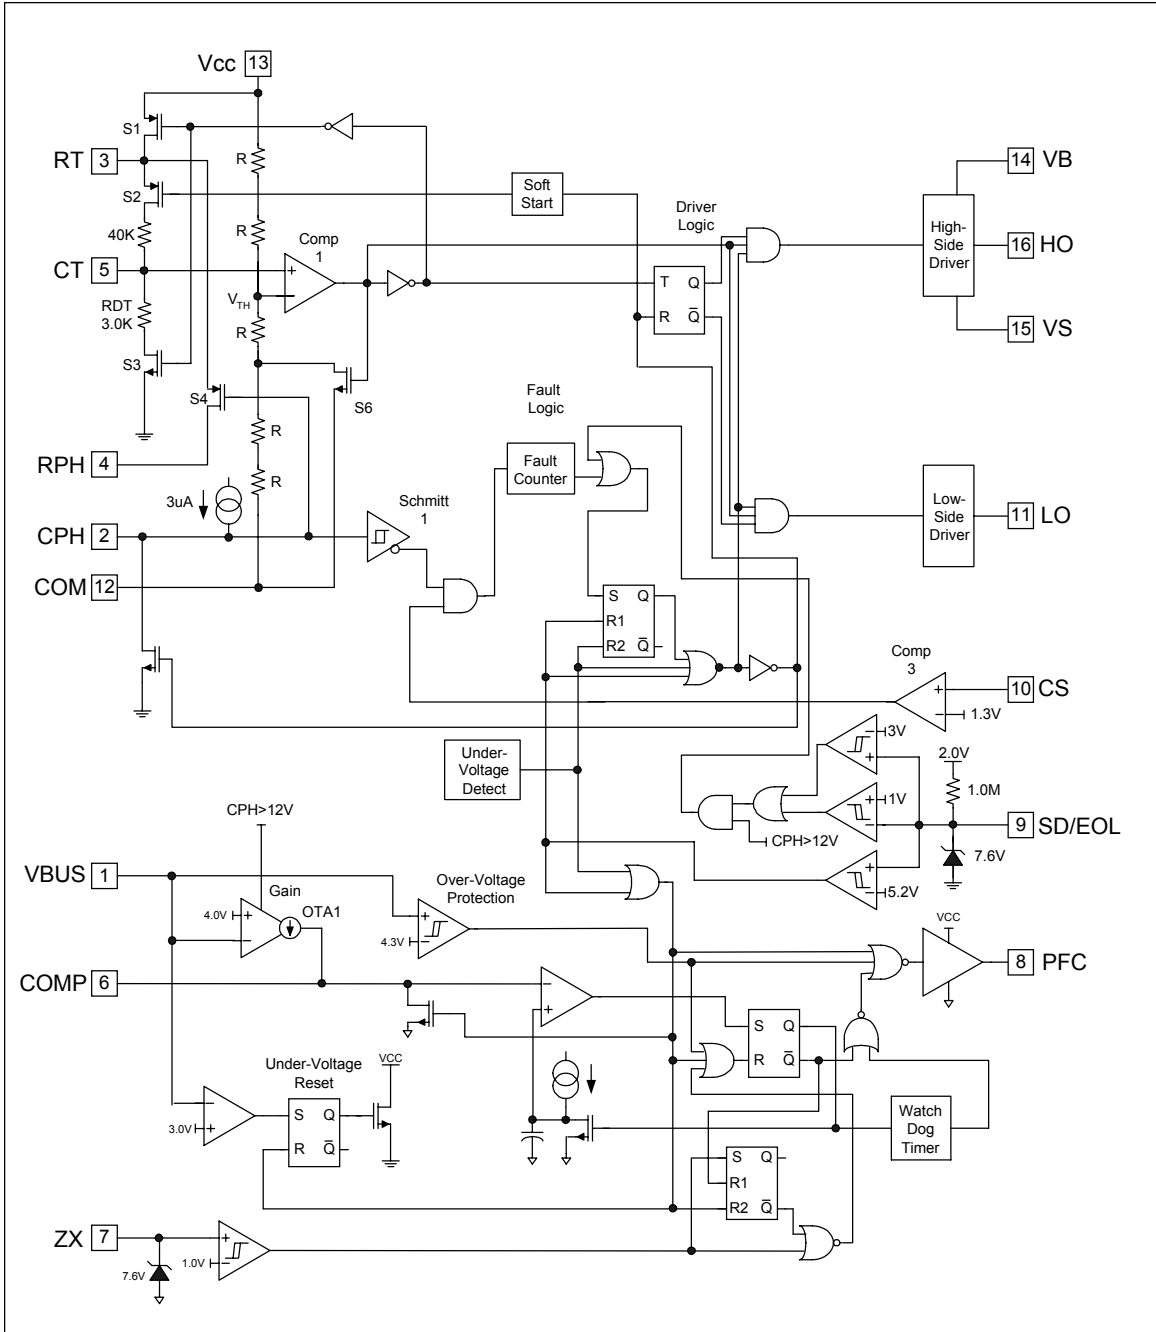 Vcc 13
S1
RT 3
R
14 VB
S2
Soft
Start
Driver
Logic
High-
Side
Driver
40K
R
Comp
1
16 HO
CT 5
+
T Q
RDT
3.0K
VTH
−
R Q̄
15 VS
R
S3
S4
S6
Fault
Logic
R
RPH 4
Fault
Counter
R
3uA
Schmitt
1
Low-
Side
Driver
11 LO
CPH 2
COM 12
S Q
R1
R2 Q̄
Comp
3
+
−
10 CS
1.3V
−
3V
+
Under-
Voltage
Detect
2.0V
1.0M
CPH>12V
+
1V
−
9 SD/EOL
CPH>12V
7.6V
VBUS 1
Gain
OTA1
Over-Voltage
Protection
+
5.2V
−
4.0V +
−
+
4.3V −
VCC
8 PFC
COMP 6
−
+
S Q
R Q̄
Under-Voltage
Reset
VCC
−
3.0V +
S Q
R Q̄
Watch
Dog
Timer
S Q
R1
R2 Q̄
ZX 7
+
1.0V −
7.6V